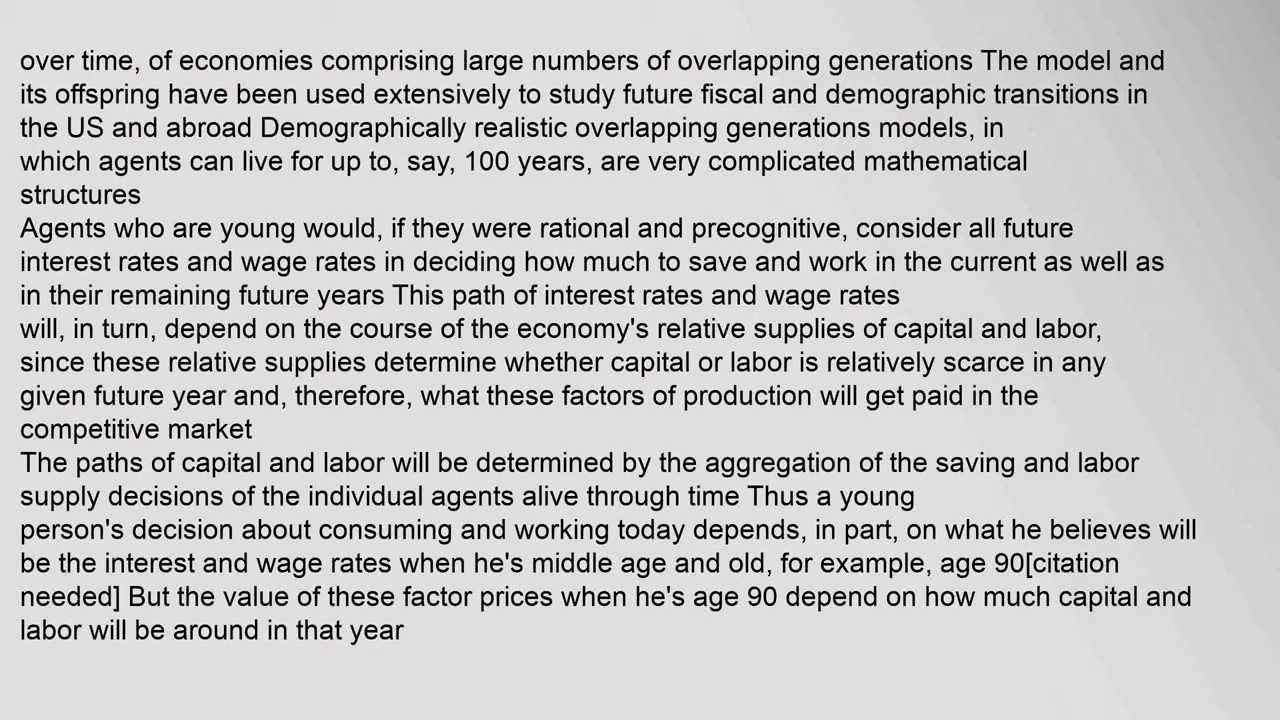 over time, of economies comprising large numbers of overlapping generations The model and
its offspring have been used extensively to study future fiscal and demographic transitions in
the US and abroad Demographically realistic overlapping generations models, in
which agents can live for up to, say, 100 years, are very complicated mathematical
structures
Agents who are young would, if they were rational and precognitive, consider all future
interest rates and wage rates in deciding how much to save and work in the current as well as
in their remaining future years This path of interest rates and wage rates
will, in turn, depend on the course of the economy's relative supplies of capital and labor,
since these relative supplies determine whether capital or labor is relatively scarce in any
given future year and, therefore, what these factors of production will get paid in the
competitive market
The paths of capital and labor will be determined by the aggregation of the saving and labor
supply decisions of the individual agents alive through time Thus a young
person's decision about consuming and working today depends, in part, on what he believes will
be the interest and wage rates when he's middle age and old, for example, age 90[citation
needed] But the value of these factor prices when he's age 90 depend on how much capital and
labor will be around in that year